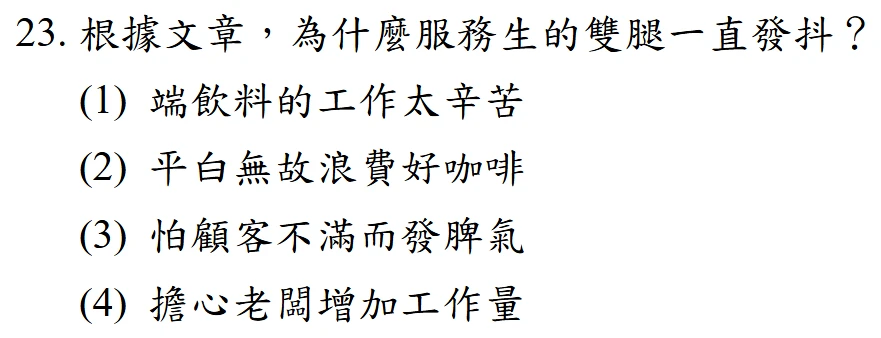 23. 根據文章，為什麼服務生的雙腿一直發抖？
(1) 端飲料的工作太辛苦
(2) 平白無故浪費好咖啡
(3) 怕顧客不滿而發脾氣
(4) 擔心老闆增加工作量